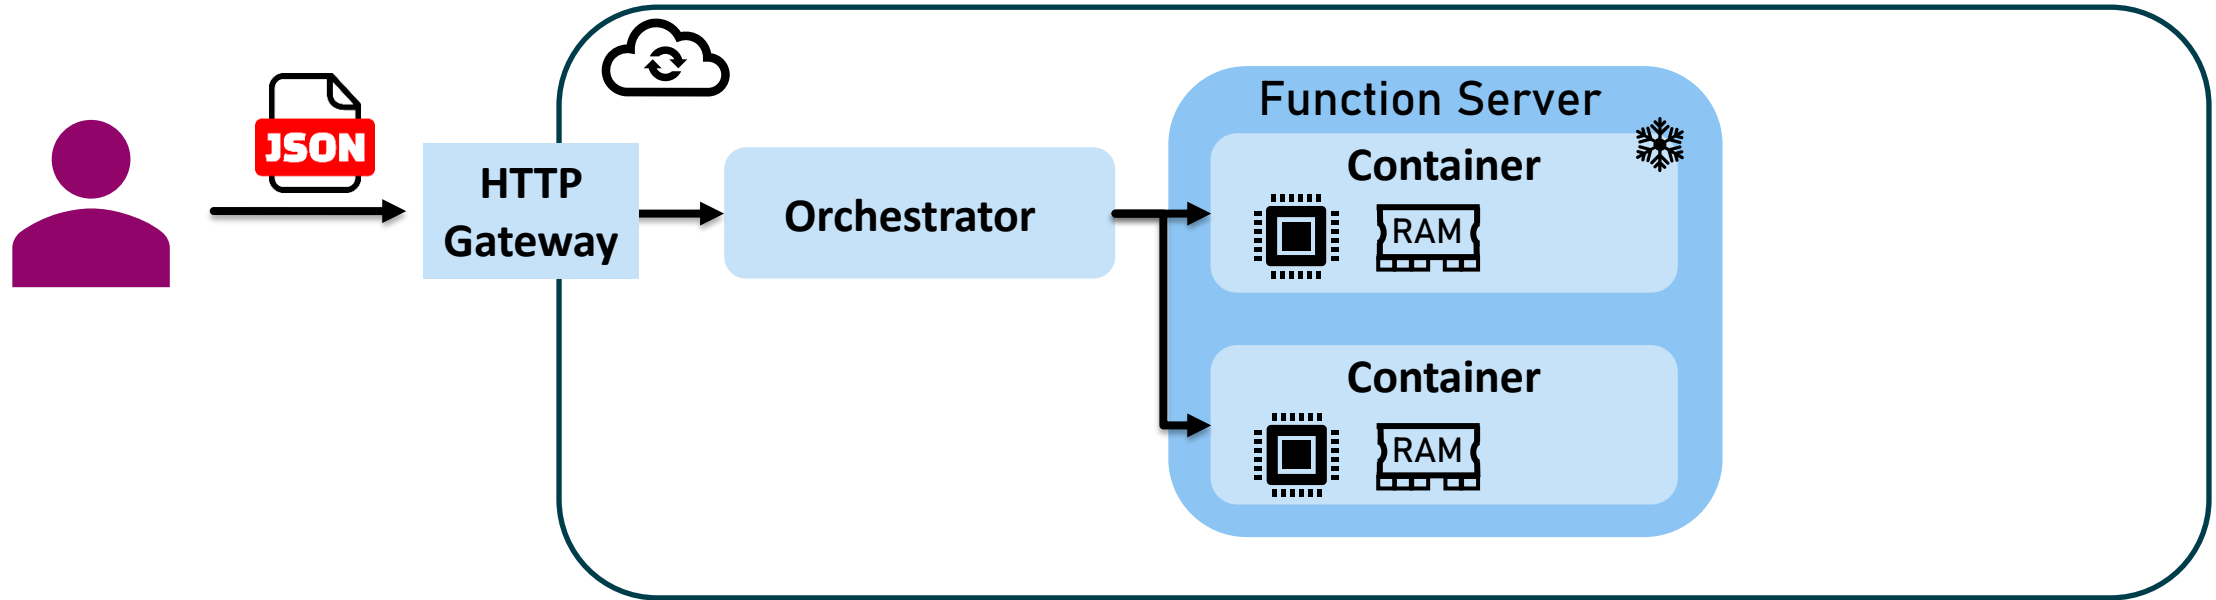 JSON
HTTP
Gateway
Orchestrator
Function Server
Container
RAM
Container
RAM